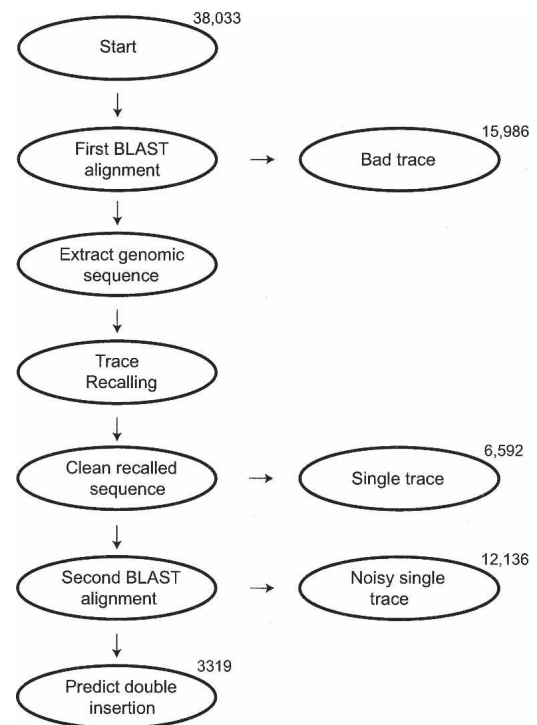 38,033
Start
First BLAST
alignment
15,986
Bad trace
Extract genomic
sequence
Trace
Recalling
Clean recalled
sequence
6,592
Single trace
Second BLAST
alignment
12,136
Noisy single
trace
3319
Predict double
insertion